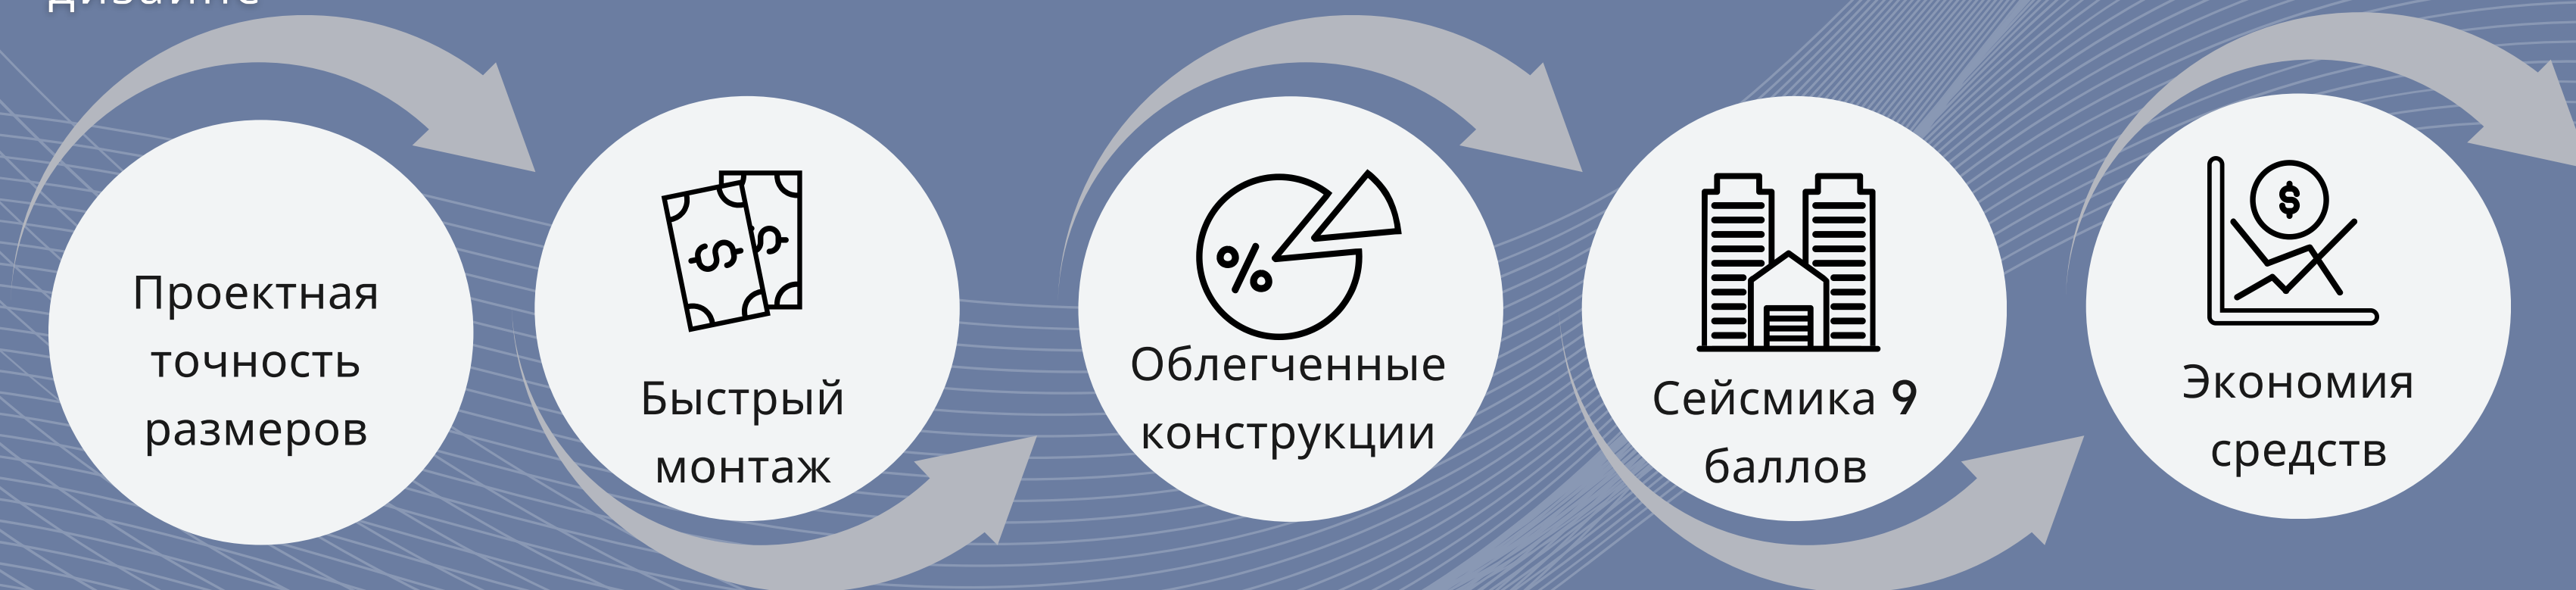 Проектная
точность
размеров
Быстрый
монтаж
%
Облегченные
конструкции
Сейсмика 9
баллов
Экономия
средств